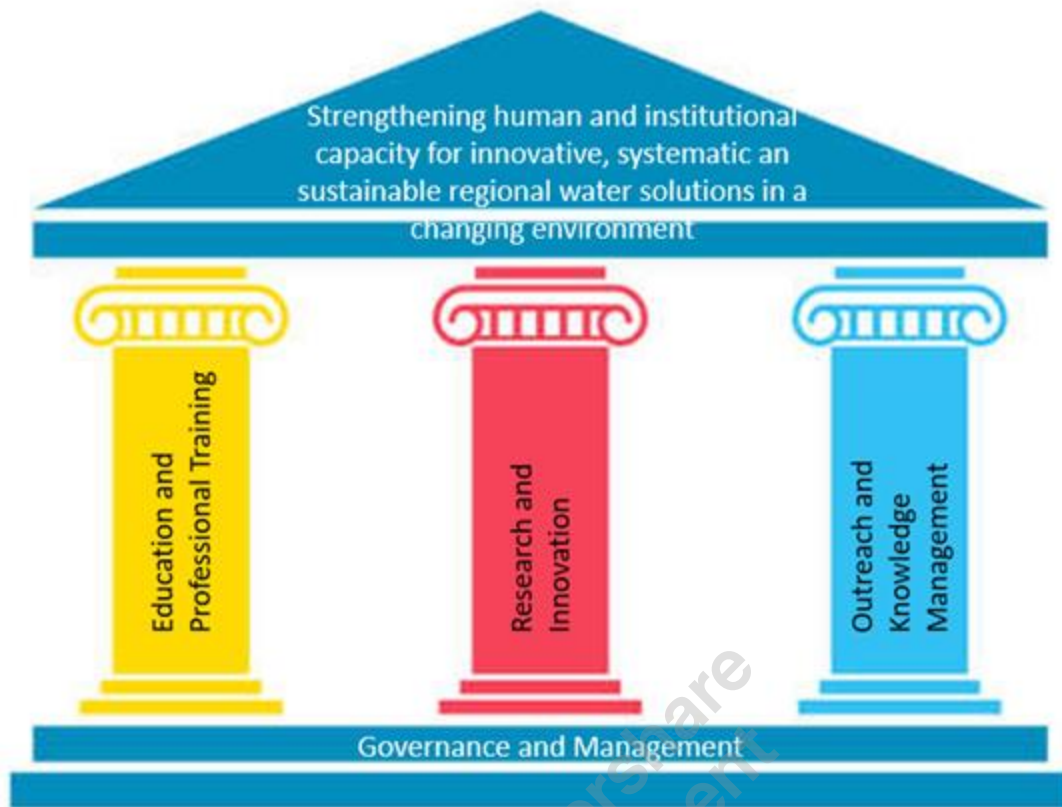 Strengthening human and institutional
capacity for innovative, systematic an
sustainable regional water solutions in a
changing environment
Education and
Professional Training
Research and
Innovation
Outreach and
Knowledge
Management
Governance and Management